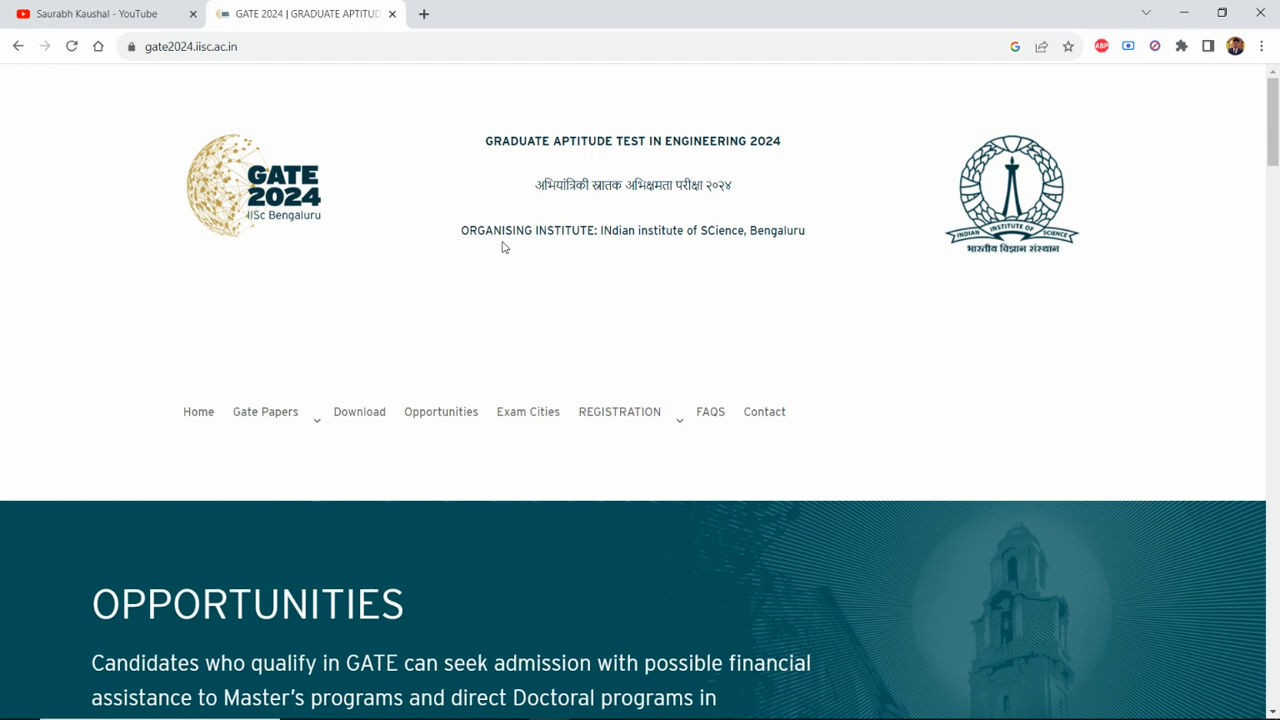 Saurabh Kaushal - YouTube
GATE 2024 | GRADUATE APTITUD
gate2024.iisc.ac.in
ABP
GATE
2024
IISc Bengaluru
GRADUATE APTITUDE TEST IN ENGINEERING 2024
अभियांत्रिकी स्नातक अभिक्षमता परीक्षा २०२४
ORGANISING INSTITUTE: INdian institute of SCience, Bengaluru
INDIAN INSTITUTE OF SCIENCE
भारतीय विज्ञान संस्थान
Home Gate Papers Download Opportunities Exam Cities REGISTRATION FAQS Contact
OPPORTUNITIES
Candidates who qualify in GATE can seek admission with possible financial
assistance to Master's programs and direct Doctoral programs in